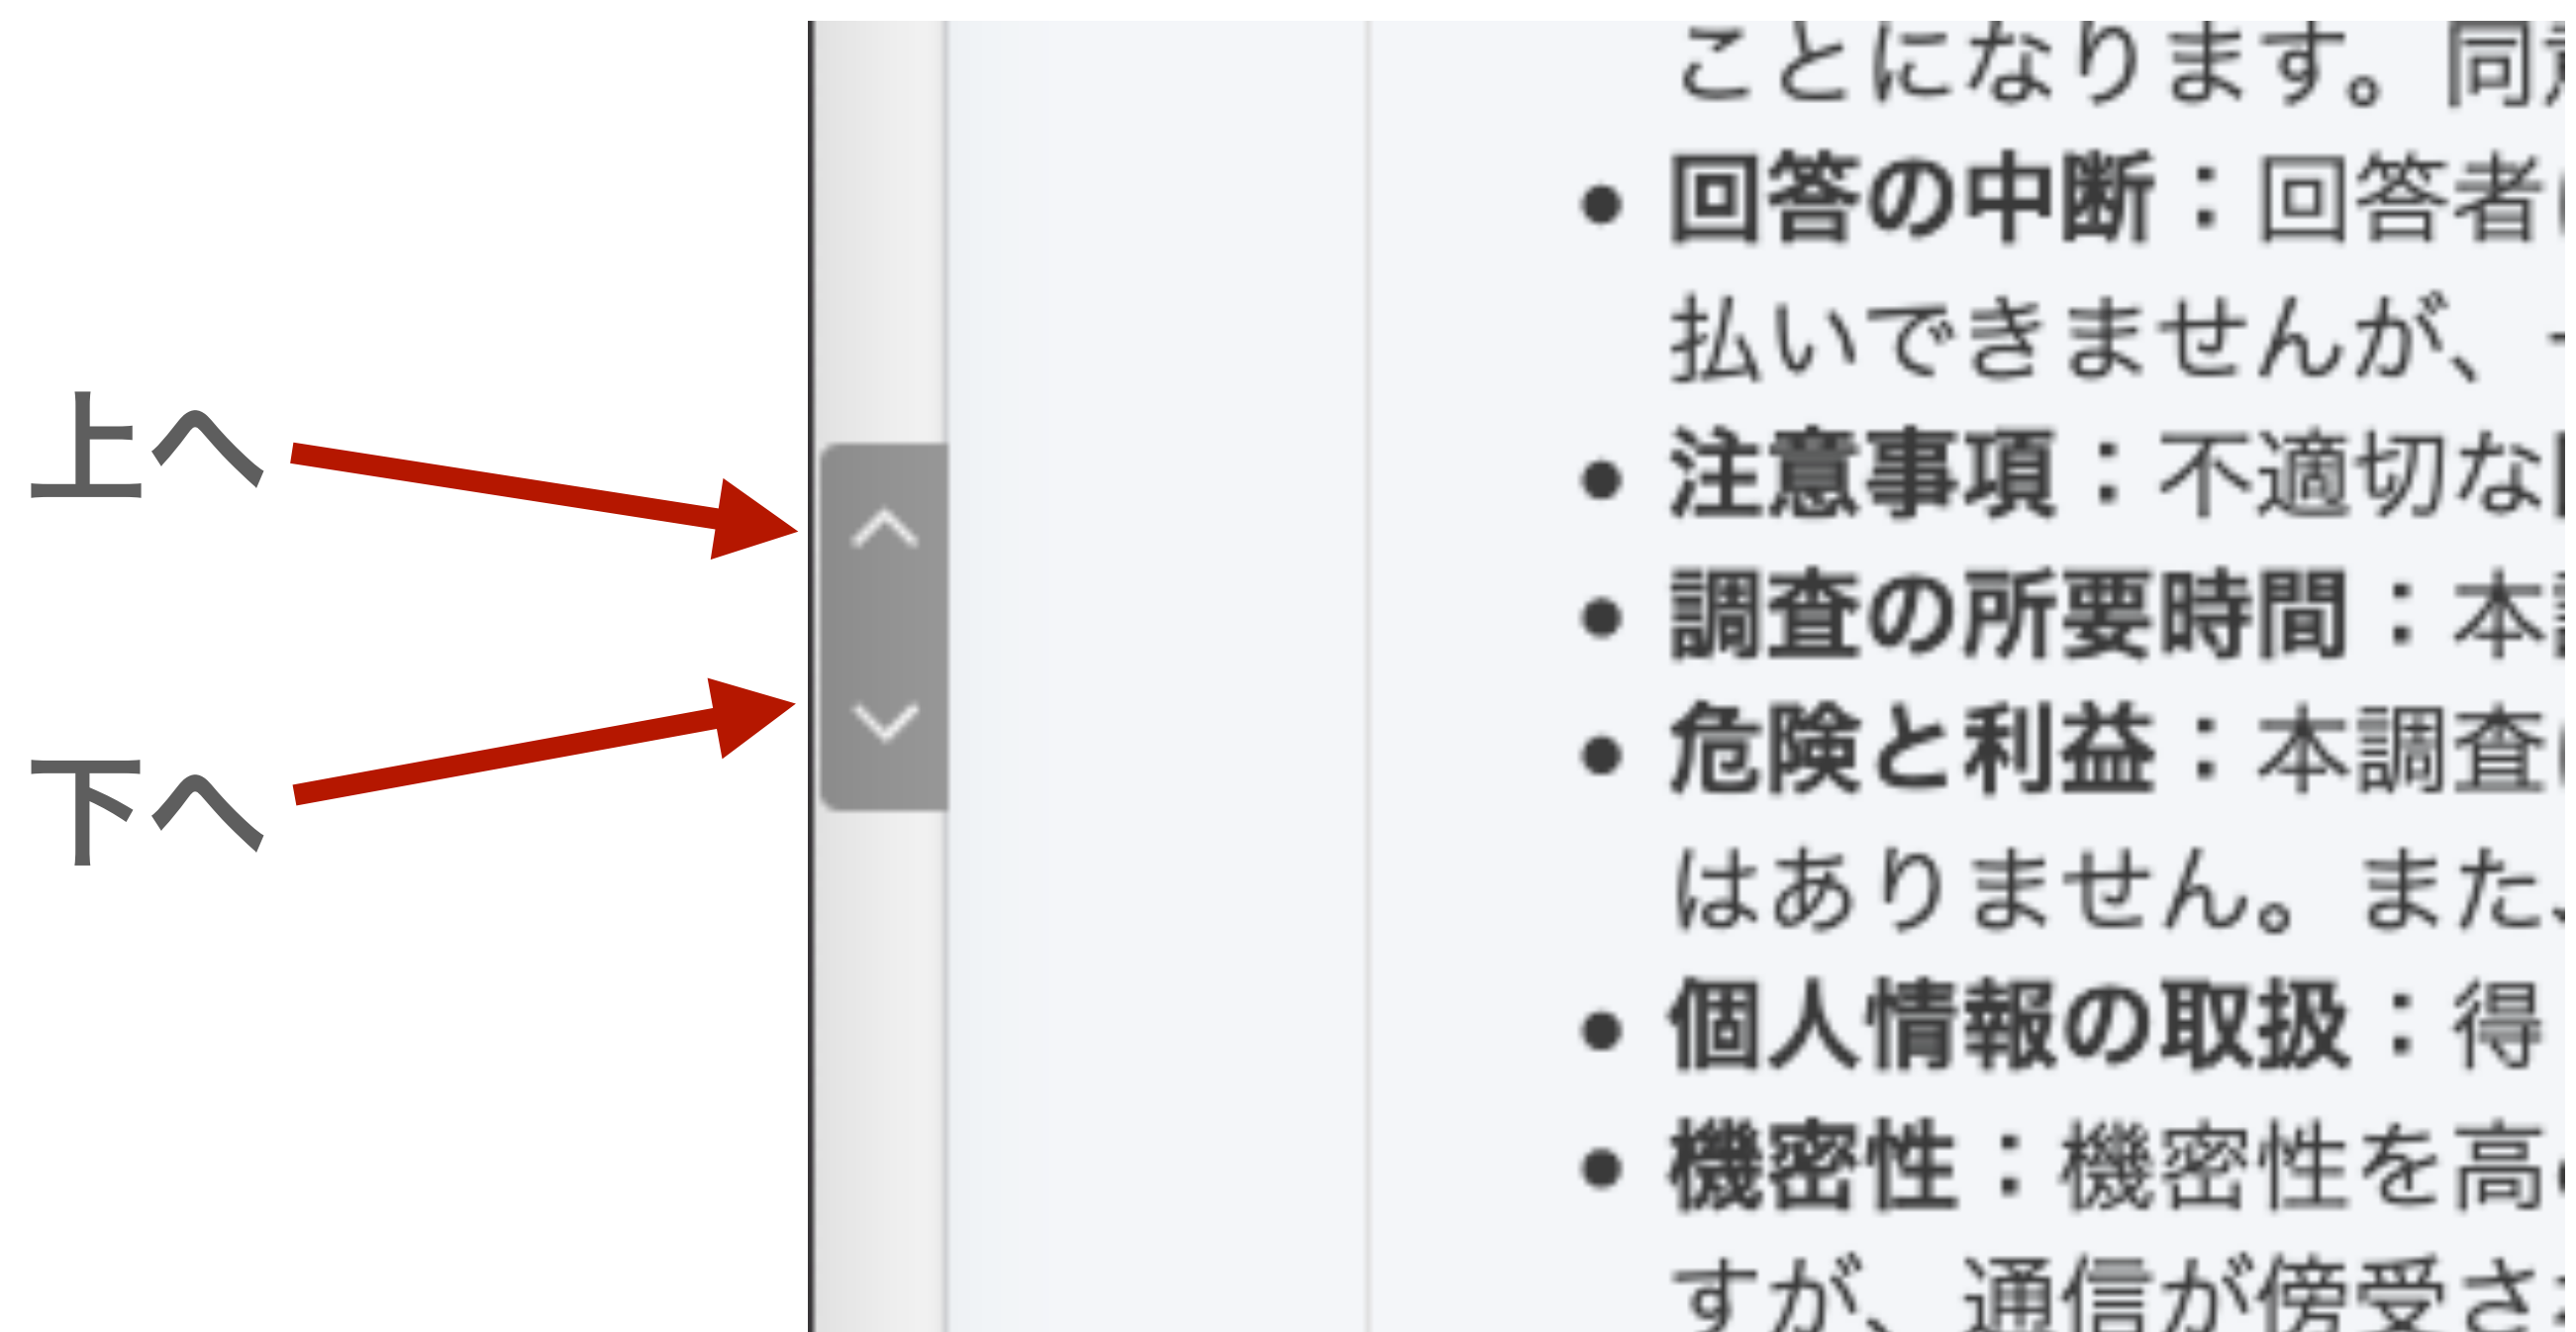 上へ
下へ
ことになります。同意
回答の中断：回答者
払いできませんが、
注意事項：不適切な
調査の所要時間：本
危険と利益：本調査
はありません。また、
個人情報の取扱：得
機密性：機密性を高
すが、通信が傍受さ